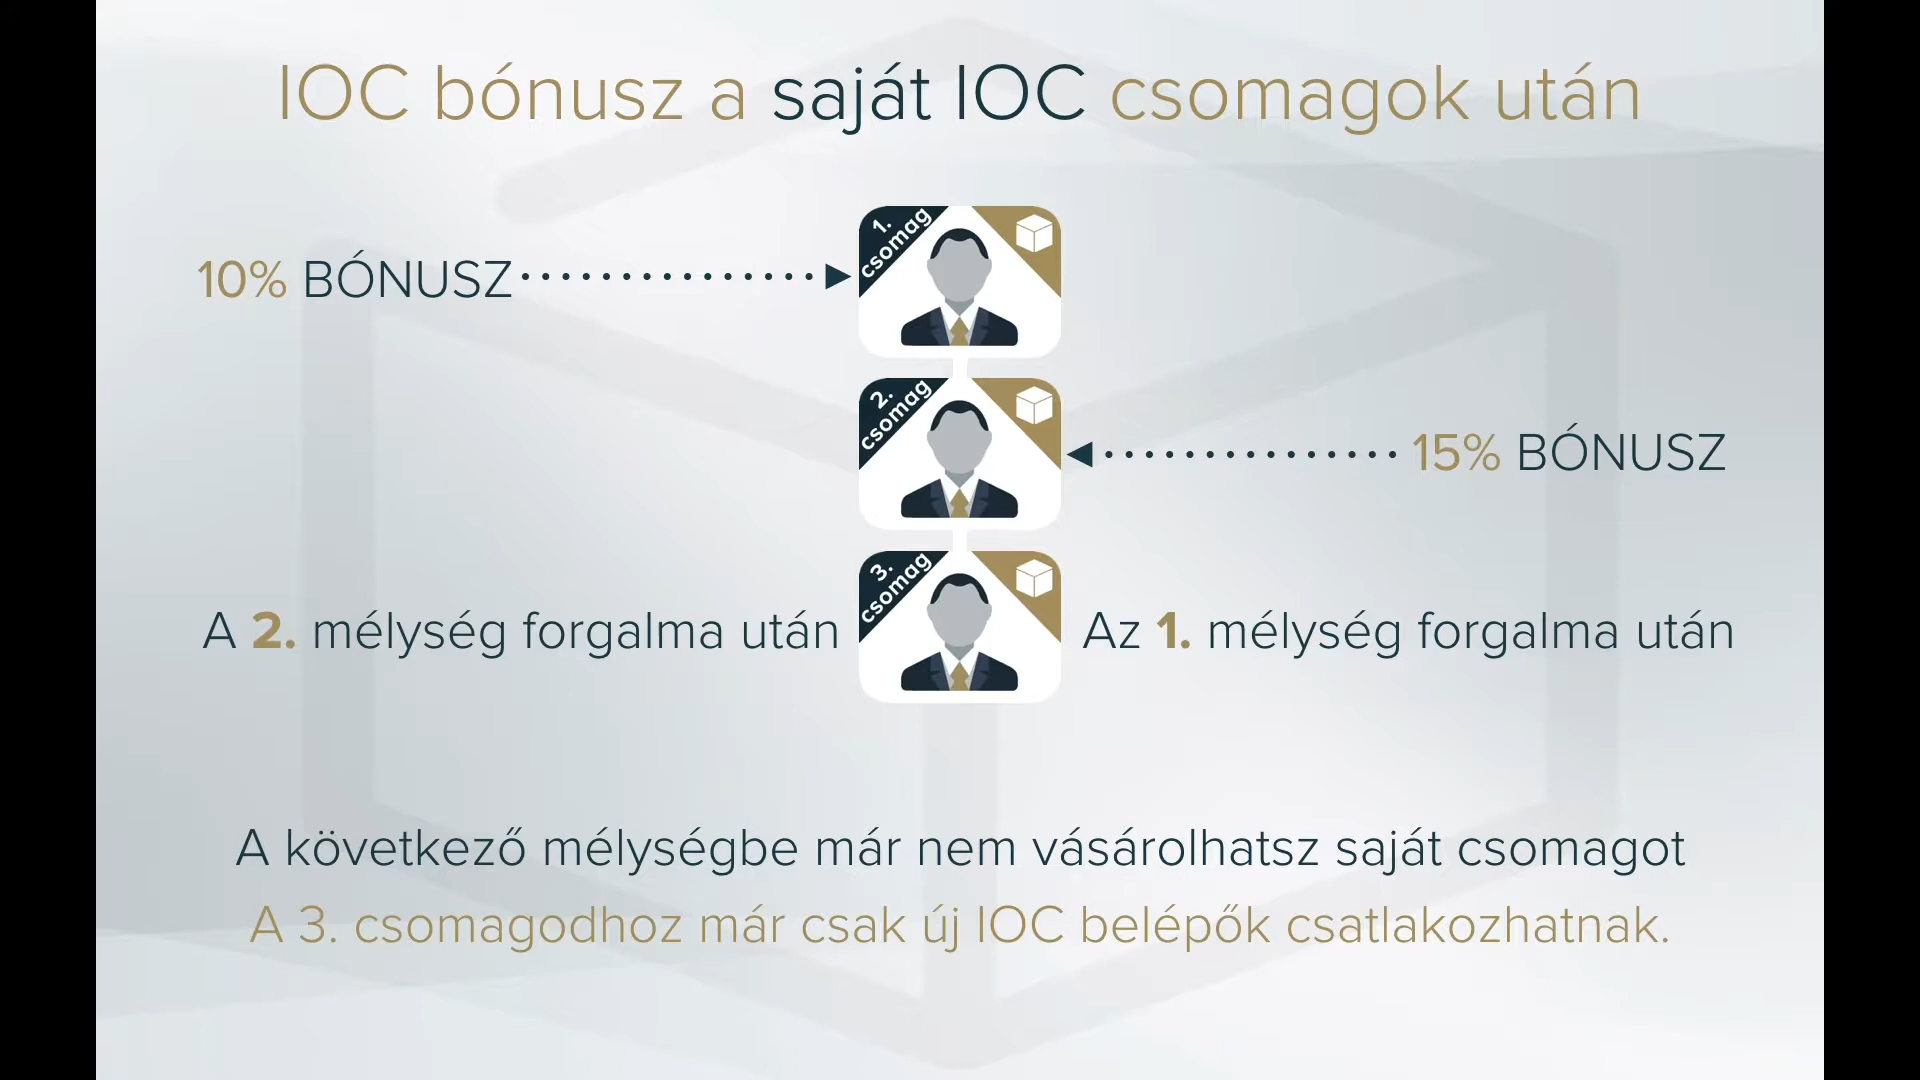 IOC bónusz a saját IOC csomagok után
1. csomag
10% BÓNUSZ
2. csomag
15% BÓNUSZ
3. csomag
A 2. mélység forgalma után
Az 1. mélység forgalma után
A következő mélységbe már nem vásárolhatsz saját csomagot
A 3. csomagodhoz már csak új IOC belépők csatlakozhatnak.